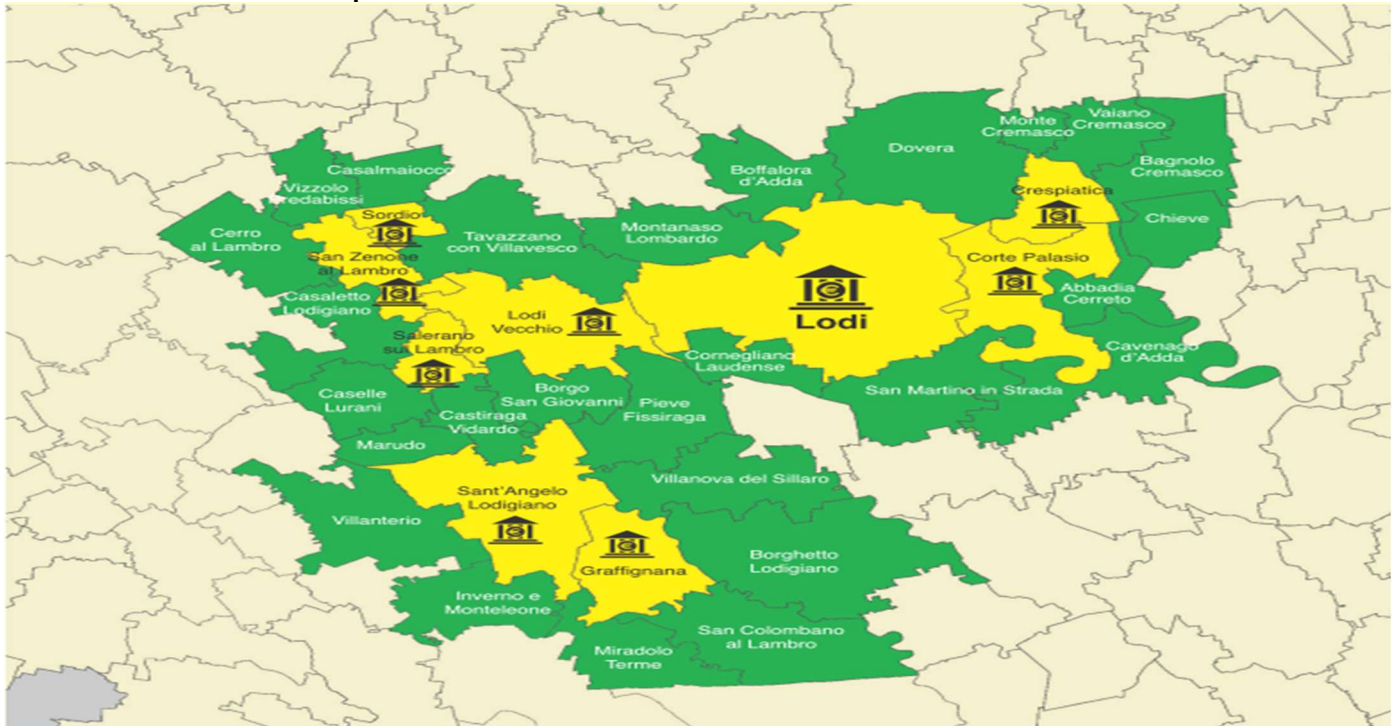 Monte
Cremasco
Vaiano
Cremasco
Dovera
Boffalora
d'Adda
Bagnolo
Cremasco
Casalmaiocco
Vizzolo
Predabissi
Crespiatica
Chieve
Sordio
Cerro
al Lambro
Tavazzano
con Villavesco
Montanaso
Lombardo
San Zenone
al Lambro
Corte Palasio
Abbadia
Cerreto
Casaletto
Lodigiano
Lodi
Vecchio
Lodi
Salerano
sul Lambro
Cornegliano
Laudense
Cavenago
d'Adda
San Martino in Strada
Caselle
Lurani
Borgo
San Giovanni
Pieve
Fissiraga
Castiraga
Vidardo
Marudo
Villanova del Sillaro
Sant'Angelo
Lodigiano
Villanterio
Graffignana
Borghetto
Lodigiano
Inverno e
Monteleone
San Colombano
al Lambro
Miradolo
Terme